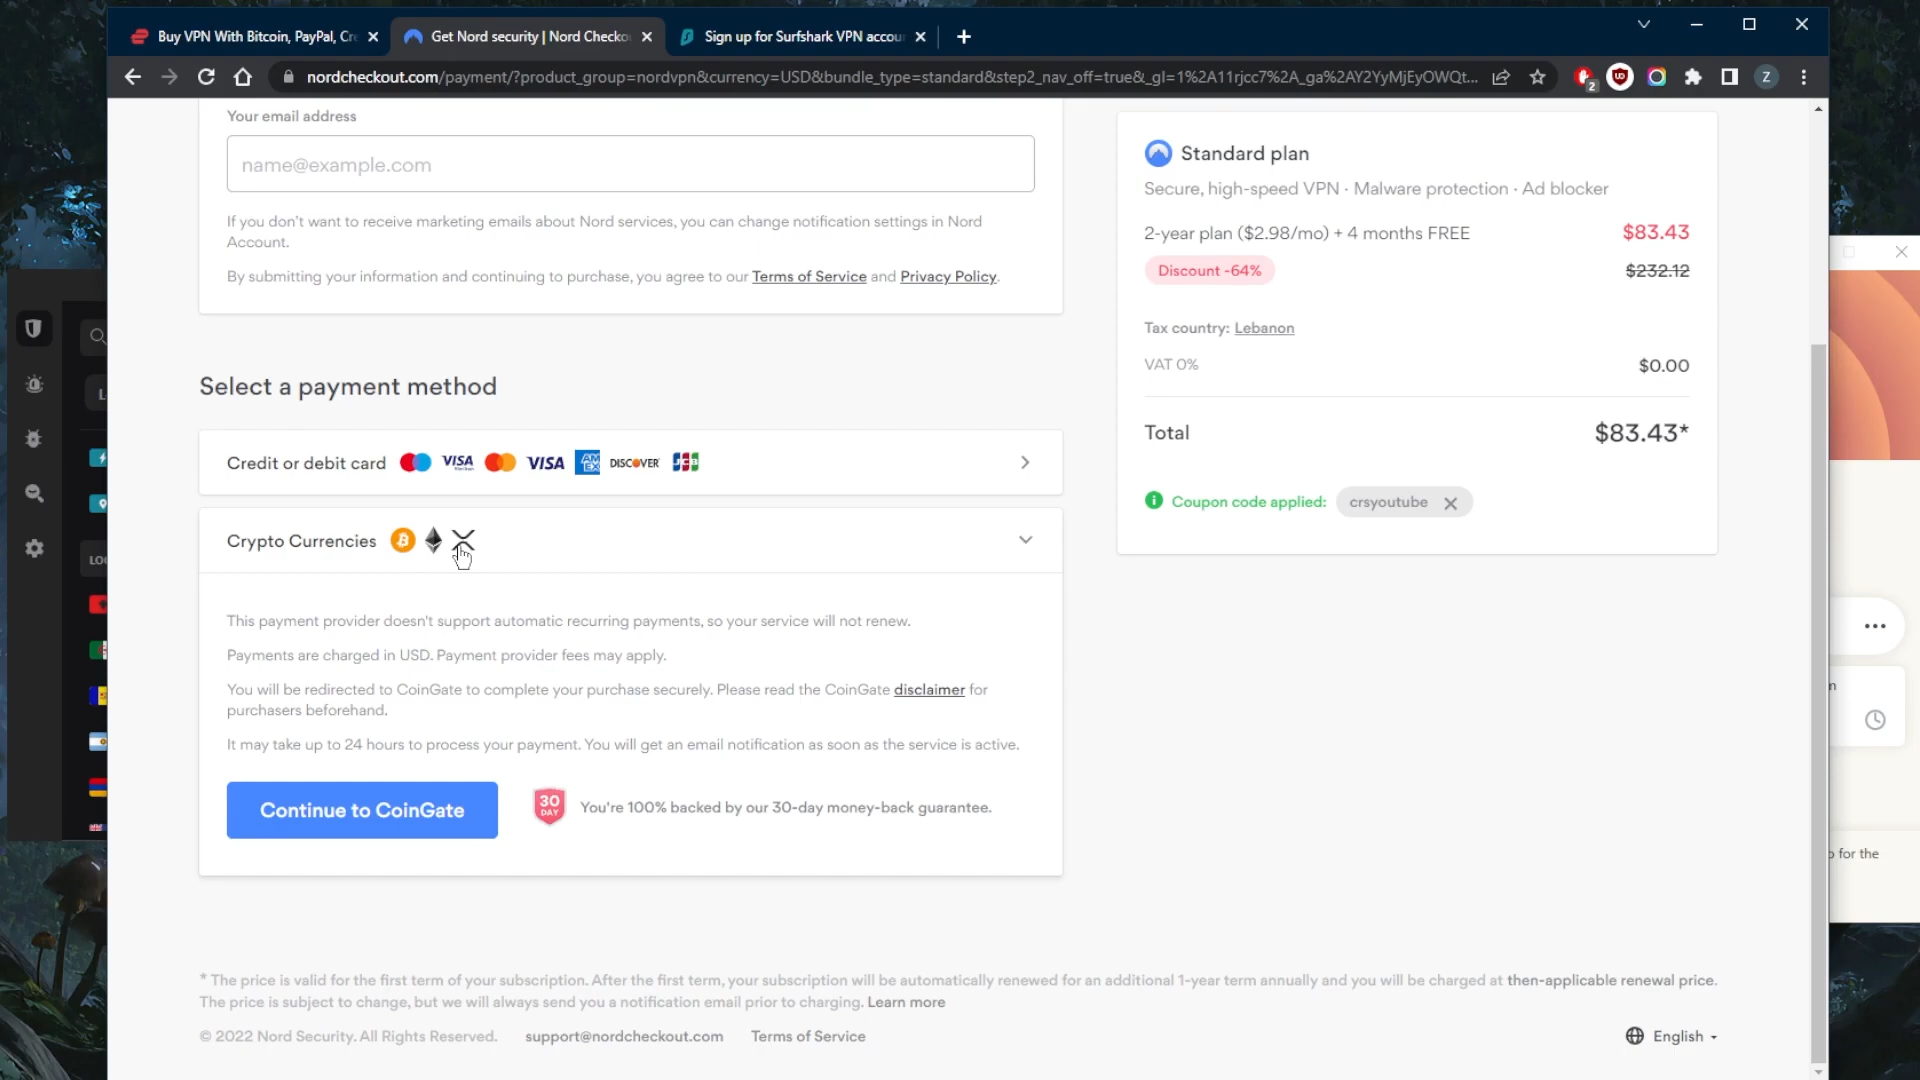 Buy VPN With Bitcoin, PayPal, Cre
Get Nord security | Nord Checko
Sign up for Surfshark VPN accou
nordcheckout.com/payment/?product_group=nordvpn&currency=USD&bundle_type=standard&step2_nav_off=true&_gl=1%2A11rjcc7%2A_ga%2AY2YyMjEyOWQt...
2
Z
Your email address
name@example.com
If you don't want to receive marketing emails about Nord services, you can change notification settings in Nord
Account.
By submitting your information and continuing to purchase, you agree to our Terms of Service and Privacy Policy.
Select a payment method
Credit or debit card VISA VISA AMEX DISCOVER JCB
Crypto Currencies
This payment provider doesn't support automatic recurring payments, so your service will not renew.
Payments are charged in USD. Payment provider fees may apply.
You will be redirected to CoinGate to complete your purchase securely. Please read the CoinGate disclaimer for
purchasers beforehand.
It may take up to 24 hours to process your payment. You will get an email notification as soon as the service is active.
Continue to CoinGate
30
DAY
You're 100% backed by our 30-day money-back guarantee.
Standard plan
Secure, high-speed VPN · Malware protection · Ad blocker
2-year plan ($2.98/mo) + 4 months FREE $83.43
Discount -64% $232.12
Tax country: Lebanon
VAT 0% $0.00
Total $83.43*
Coupon code applied: crsyoutube
* The price is valid for the first term of your subscription. After the first term, your subscription will be automatically renewed for an additional 1-year term annually and you will be charged at then-applicable renewal price.
The price is subject to change, but we will always send you a notification email prior to charging. Learn more
© 2022 Nord Security. All Rights Reserved. support@nordcheckout.com Terms of Service
English
for the